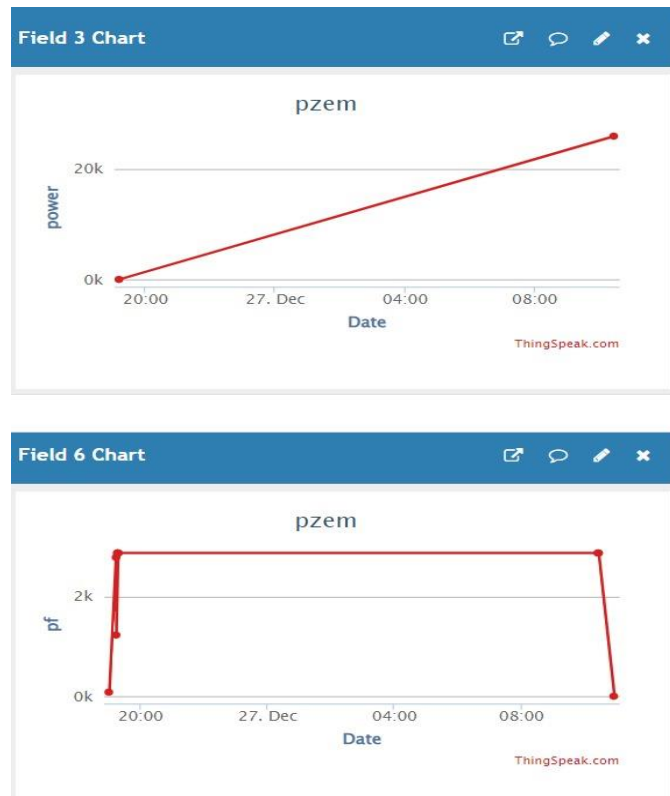 Field 3 Chart
pzem
20k
power
0k
20:00 27. Dec 04:00 08:00
Date
ThingSpeak.com
Field 6 Chart
pzem
2k
pf
0k
20:00 27. Dec 04:00 08:00
Date
ThingSpeak.com